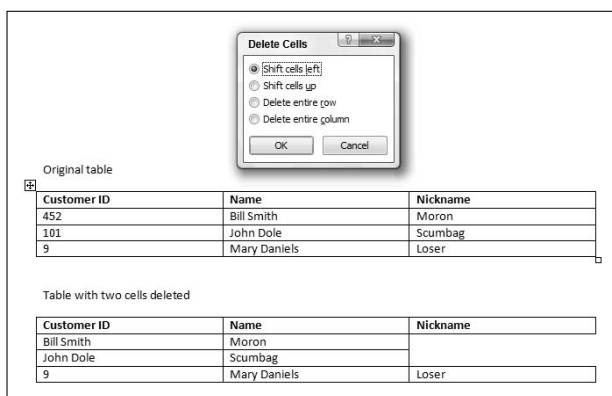 Delete Cells
Shift cells left
Shift cells up
Delete entire row
Delete entire column
OK Cancel
Original table
Customer ID Name Nickname
452 Bill Smith Moron
101 John Dole Scumbag
9 Mary Daniels Loser
Table with two cells deleted
Customer ID Name Nickname
Bill Smith Moron
John Dole Scumbag
9 Mary Daniels Loser